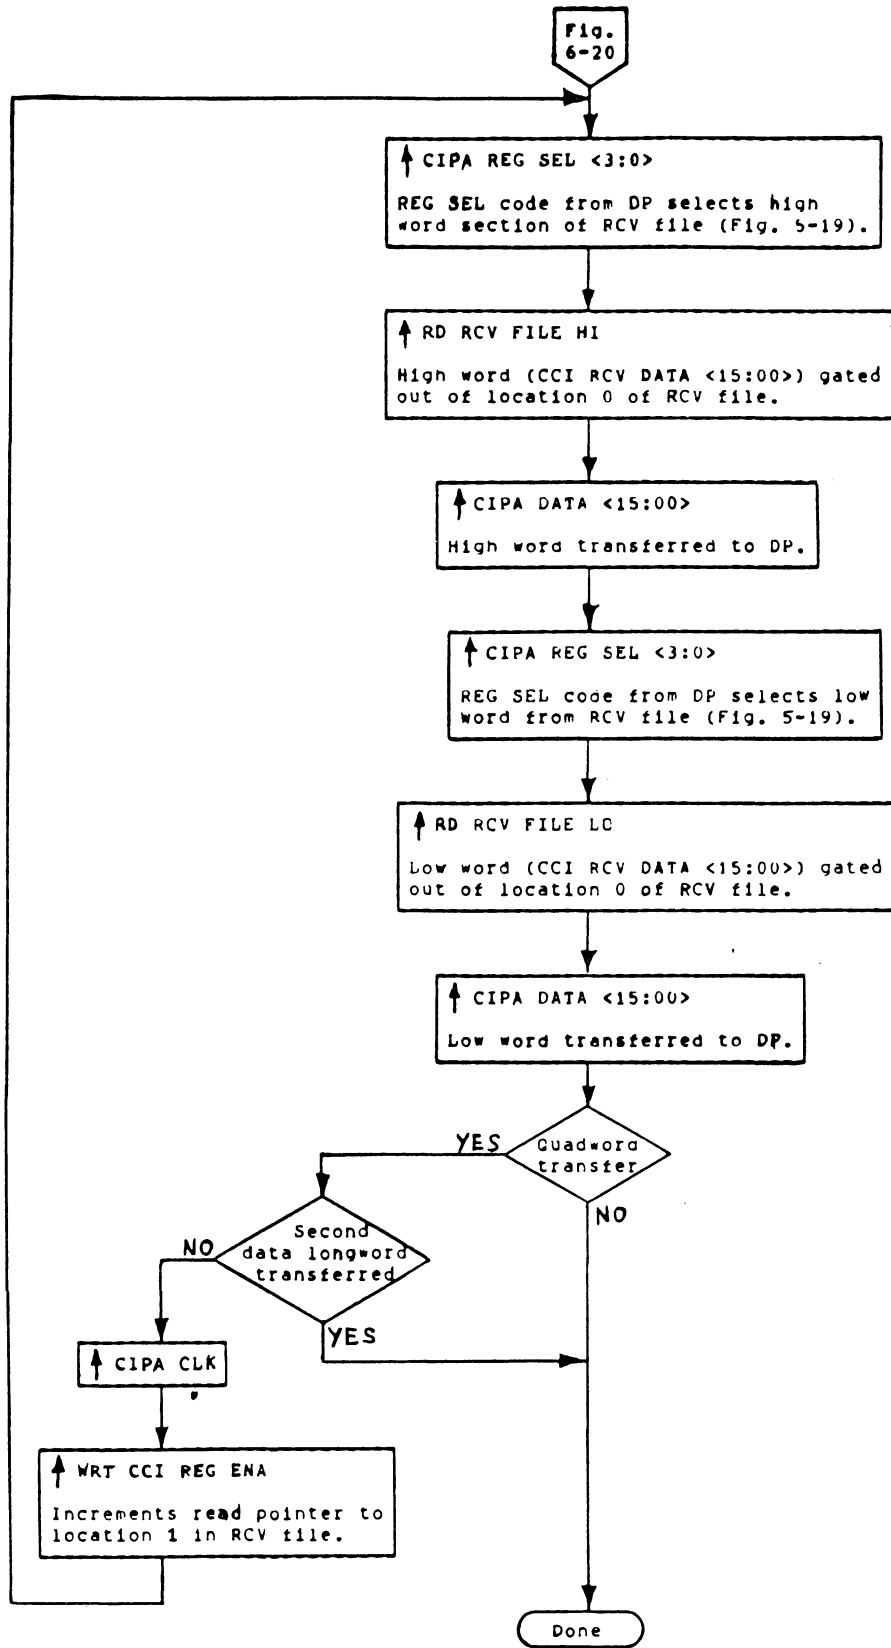 Fig.
6-20
CIPA REG SEL <3:0>
REG SEL code from DP selects high
word section of RCV file (Fig. 5-19).
RD RCV FILE HI
High word (CCI RCV DATA <15:00>) gated
out of location 0 of RCV file.
CIPA DATA <15:00>
High word transferred to DP.
CIPA REG SEL <3:0>
REG SEL code from DP selects low
word from RCV file (Fig. 5-19).
RD RCV FILE LO
Low word (CCI RCV DATA <15:00>) gated
out of location 0 of RCV file.
CIPA DATA <15:00>
Low word transferred to DP.
Quadword
transfer
YES
NO
Second
data longword
transferred
NO
YES
CIPA CLK
WRT CCI REG ENA
Increments read pointer to
location 1 in RCV file.
Done